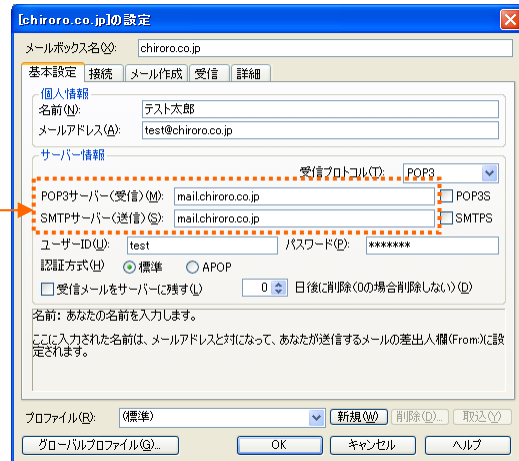 [chiroro.co.jp]の設定
メールボックス名(X): chiroro.co.jp
基本設定 接続 メール作成 受信 詳細
個人情報
名前(N): テスト太郎
メールアドレス(A): test@chiroro.co.jp
サーバー情報
受信プロトコル(T): POP3
POP3サーバー(受信)(M): mail.chiroro.co.jp POP3S
SMTPサーバー(送信)(S): mail.chiroro.co.jp SMTPS
ユーザーID(U): test パスワード(P): *******
認証方式(H) 標準 APOP
受信メールをサーバーに残す(L) 0 日後に削除(0の場合削除しない)(D)
名前: あなたの名前を入力します。
ここに入力された名前は、メールアドレスと対になって、あなたが送信するメールの差出人欄(From:)に設
定されます。
プロファイル(R): (標準) 新規(W) 削除(D)... 取込(Y)
グローバルプロファイル(G)... OK キャンセル ヘルプ